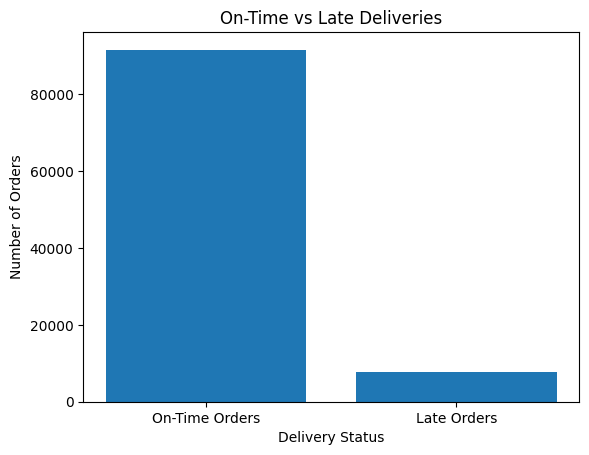 On-Time vs Late Deliveries
Number of Orders
80000
60000
40000
20000
0
On-Time Orders
Late Orders
Delivery Status